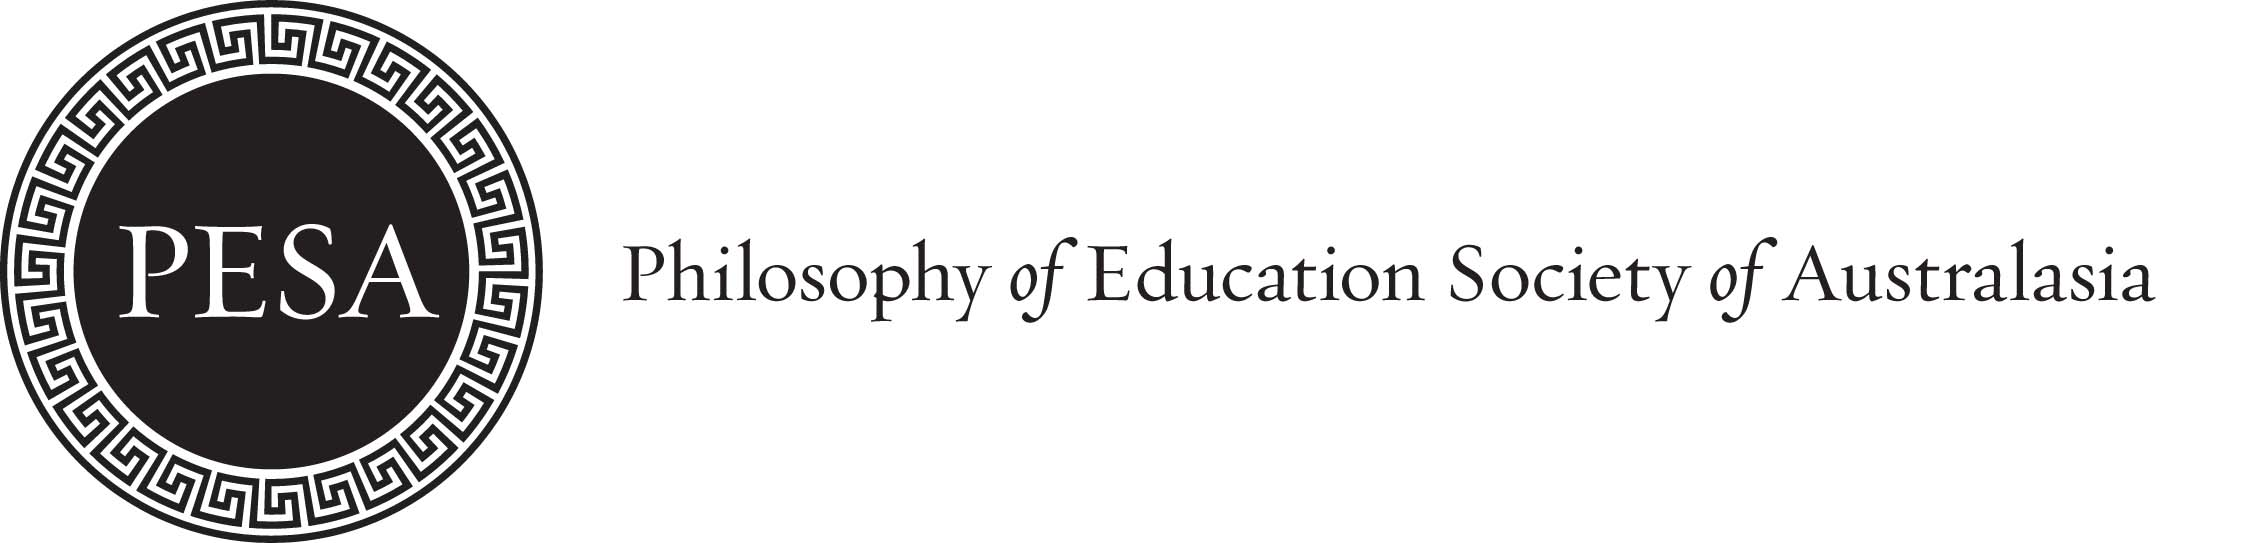 PESA
Philosophy of Education Society of Australasia